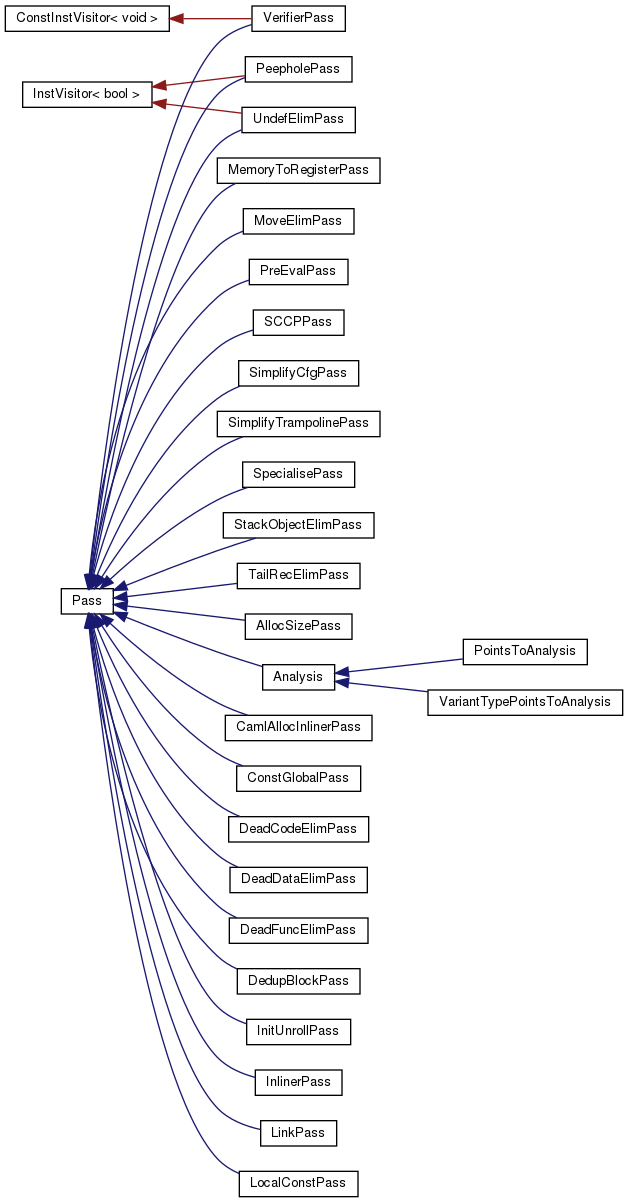 ConstInstVisitor< void >
VerifierPass
PeepholePass
InstVisitor< bool >
UndefElimPass
MemoryToRegisterPass
MoveElimPass
PreEvalPass
SCCPPass
SimplifyCfgPass
SimplifyTrampolinePass
SpecialisePass
StackObjectElimPass
TailRecElimPass
Pass
AllocSizePass
PointsToAnalysis
Analysis
VariantTypePointsToAnalysis
CamlAllocInlinerPass
ConstGlobalPass
DeadCodeElimPass
DeadDataElimPass
DeadFuncElimPass
DedupBlockPass
InitUnrollPass
InlinerPass
LinkPass
LocalConstPass